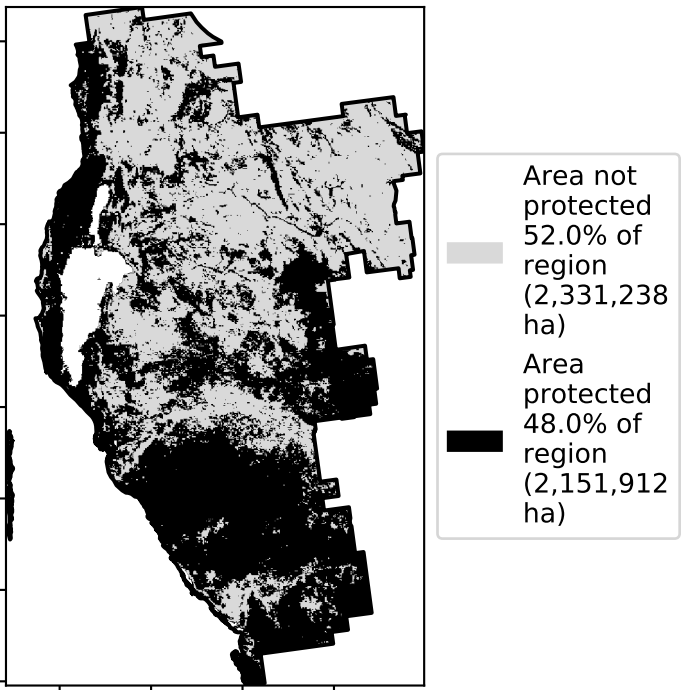 Area not
protected
52.0% of
region
(2,331,238
ha)
Area
protected
48.0% of
region
(2,151,912
ha)